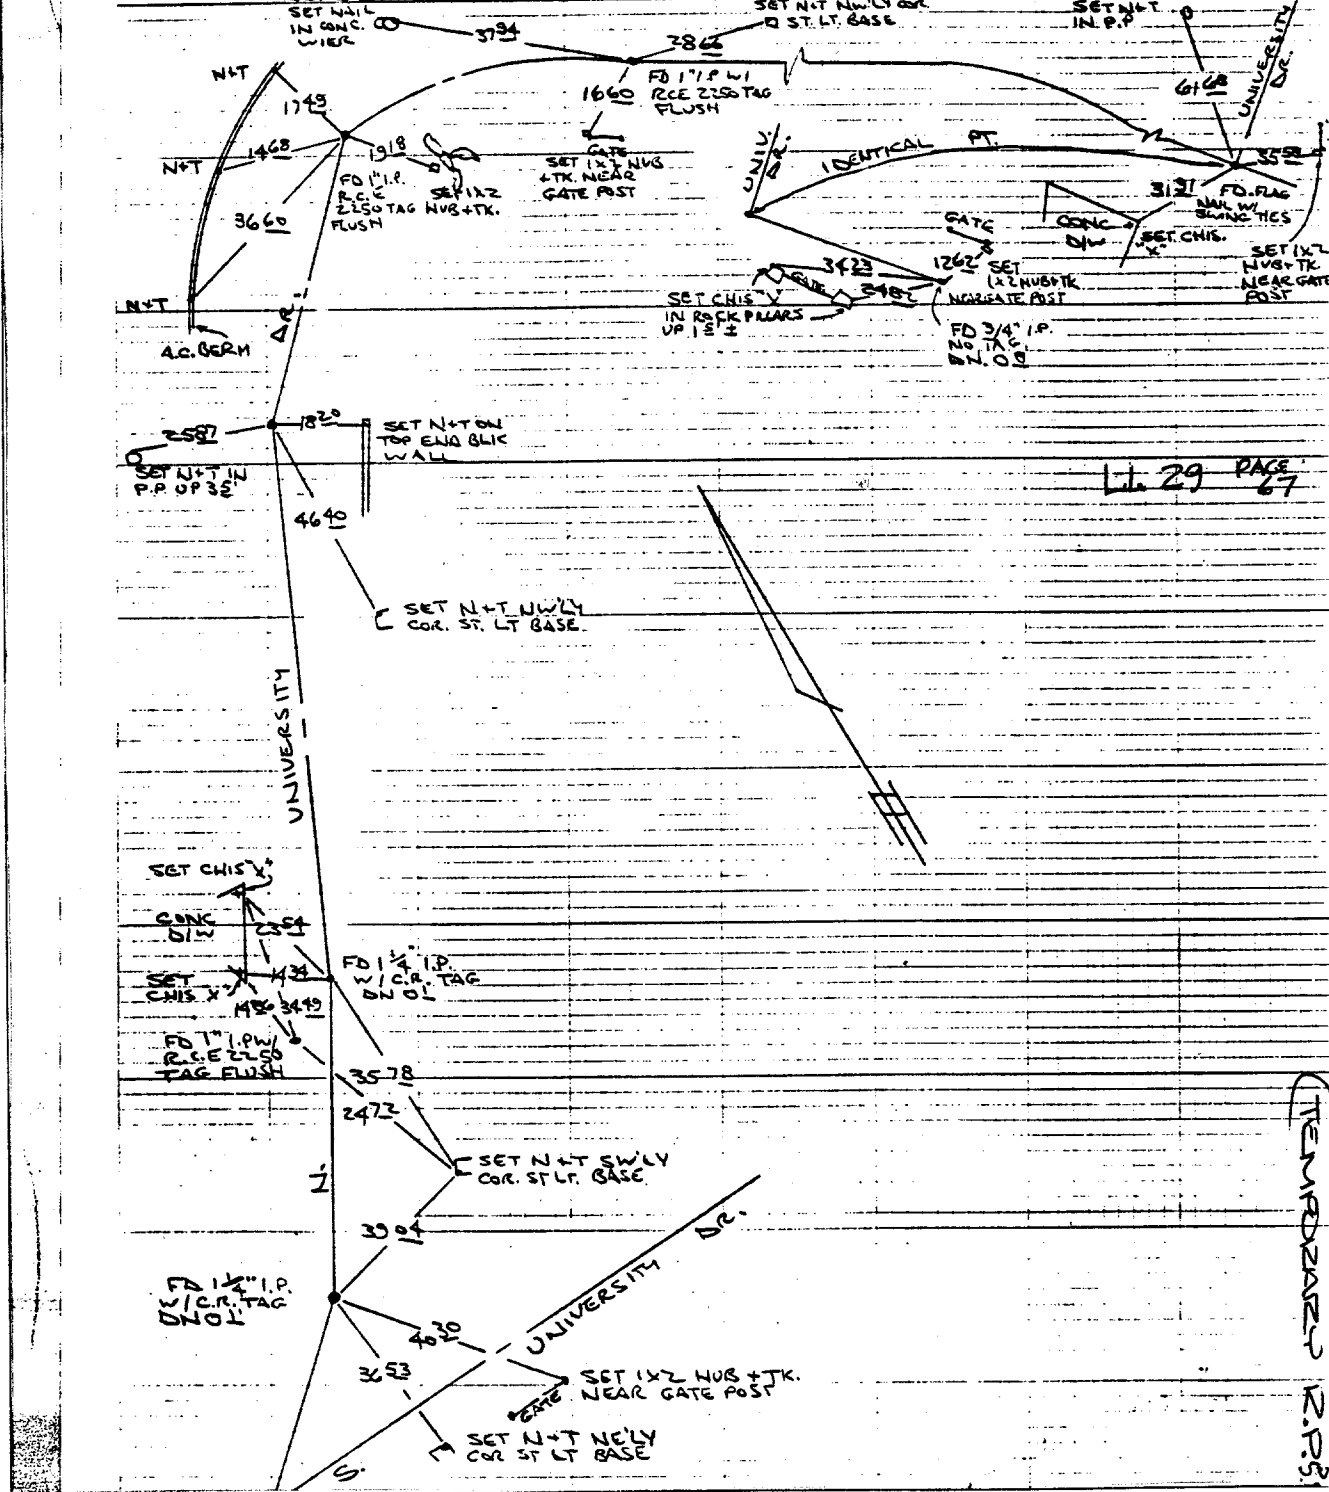 SET NAIL
IN CONC.
WIER
37 94
SET N+T NW'LY COR
ST. LT. BASE
28 66
SET N+T
IN P.P.
61 68
UNIVERSITY
DR.
N+T
17 49
14 68
N+T
19 18
36 60
FD 1" I.P.
R.C.E
2250 TAG
FLUSH
SET 1X2
HUB+TK.
FD 1" I.P W/
RCE 2250 TAG
FLUSH
16 60
GATE
SET 1X2 HUB
+TK. NEAR
GATE POST
UNIV.
DR.
IDENTICAL PT.
35 58
31 97
FD. FLAG
NAIL W/
SWING TIES
CONC
D/W
SET CHIS.
"X"
SET 1X2
HUB+TK
NEAR GATE
POST
GATE
12 62
SET
1X2 HUB+TK
NEAR GATE POST
34 23
GATE
24 82
SET CHIS "X"
IN ROCK PILLARS
UP 1 5 ±
FD 3/4" I.P.
NO TAG
DN. 0 8
N+T
A.C. BERM
DR.
25 87
18 20
SET N+T ON
TOP END BLK
WALL
SET N+T IN
P.P. UP 3 5
46 40
L.L. 29 PAGE
67
SET N+T NW'LY
COR. ST. LT BASE
UNIVERSITY
SET CHIS "X"
CONC
D/W
23 54
SET
CHIS "X"
34 49
FD 1 1/4" I.P.
W/ C.R. TAG
DN 0 1
FD 1" I.P W/
R.C.E 2250
TAG FLUSH
35 78
24 72
SET N+T SW'LY
COR. ST LT. BASE
39 04
FD 1 1/4" I.P.
W/ C.R. TAG
DN 0 1
40 30
36 53
UNIVERSITY DR.
SET 1X2 HUB +TK.
NEAR GATE POST
GATE
SET N+T NE'LY
COR ST LT BASE
S.
(TEMPORARY R.P.S.